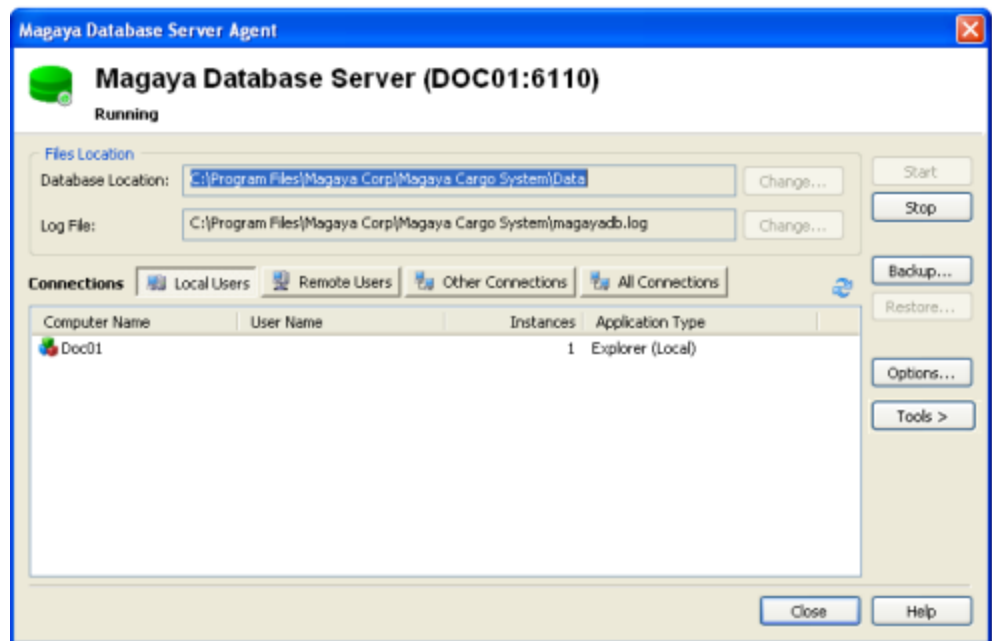 Magaya Database Server Agent
Magaya Database Server (DOC01:6110)
Running
Files Location
Database Location: C:\Program Files\Magaya Corp\Magaya Cargo System\Data Change...
Log File: C:\Program Files\Magaya Corp\Magaya Cargo System\magayadb.log Change...
Start
Stop
Connections Local Users Remote Users Other Connections All Connections
Backup...
Restore...
Options...
Tools >
Computer Name User Name Instances Application Type
Doc01 1 Explorer (Local)
Close Help